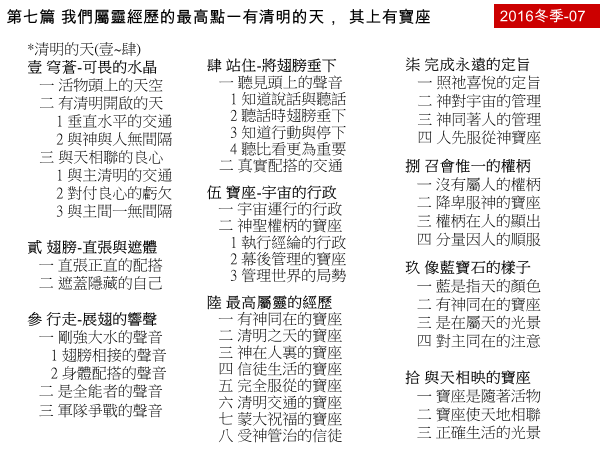 第七篇 我們屬靈經歷的最高點一有清明的天， 其上有寶座
2016冬季-07
*清明的天(壹~肆)
壹 穹蒼-可畏的水晶
一 活物頭上的天空
二 有清明開啟的天
1 垂直水平的交通
2 與神與人無間隔
三 與天相聯的良心
1 與主清明的交通
2 對付良心的虧欠
3 與主間一無間隔
貳 翅膀-直張與遮體
一 直張正直的配搭
二 遮蓋隱藏的自己
參 行走-展翅的響聲
一 剛強大水的聲音
1 翅膀相接的聲音
2 身體配搭的聲音
二 是全能者的聲音
三 軍隊爭戰的聲音
肆 站住-將翅膀垂下
一 聽見頭上的聲音
1 知道說話與聽話
2 聽話時翅膀垂下
3 知道行動與停下
4 聽比看更為重要
二 真實配搭的交通
伍 寶座-宇宙的行政
一 宇宙運行的行政
二 神聖權柄的寶座
1 執行經綸的行政
2 幕後管理的寶座
3 管理世界的局勢
陸 最高屬靈的經歷
一 有神同在的寶座
二 清明之天的寶座
三 神在人裏的寶座
四 信徒生活的寶座
五 完全服從的寶座
六 清明交通的寶座
七 蒙大祝福的寶座
八 受神管治的信徒
柒 完成永遠的定旨
一 照祂喜悅的定旨
二 神對宇宙的管理
三 神同著人的管理
四 人先服從神寶座
捌 召會惟一的權柄
一 沒有屬人的權柄
二 降卑服神的寶座
三 權柄在人的顯出
四 分量因人的順服
玖 像藍寶石的樣子
一 藍是指天的顏色
二 有神同在的寶座
三 是在屬天的光景
四 對主同在的注意
拾 與天相映的寶座
一 寶座是隨著活物
二 寶座使天地相聯
三 正確生活的光景